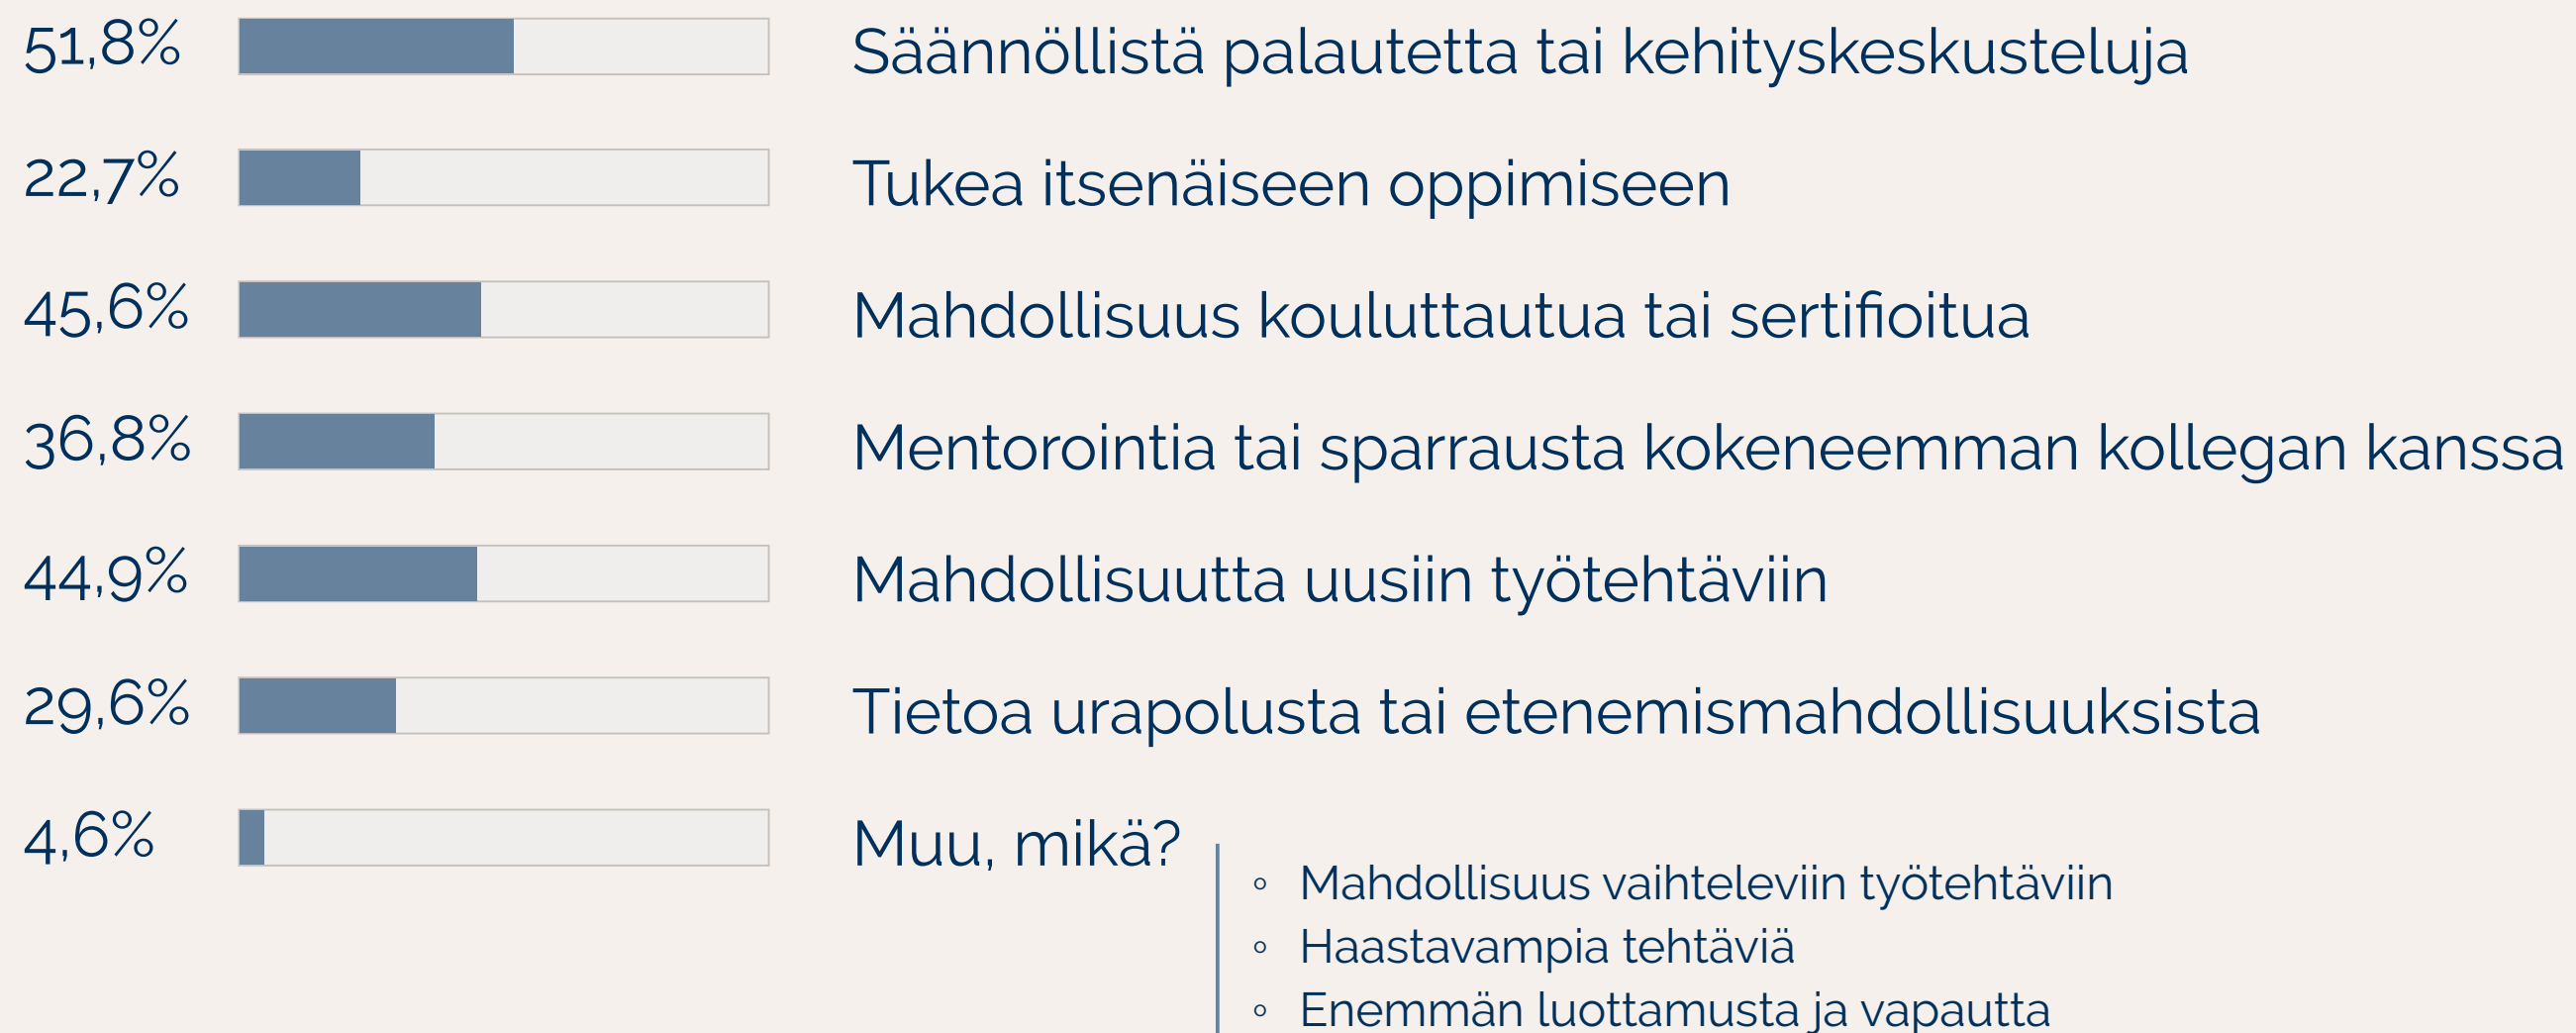 51,8% Säännöllistä palautetta tai kehityskeskusteluja
22,7% Tukea itsenäiseen oppimiseen
45,6% Mahdollisuus kouluttautua tai sertifioitua
36,8% Mentorointia tai sparrausta kokeneemman kollegan kanssa
44,9% Mahdollisuutta uusiin työtehtäviin
29,6% Tietoa urapolusta tai etenemismahdollisuuksista
4,6% Muu, mikä?
◦ Mahdollisuus vaihteleviin työtehtäviin
◦ Haastavampia tehtäviä
◦ Enemmän luottamusta ja vapautta